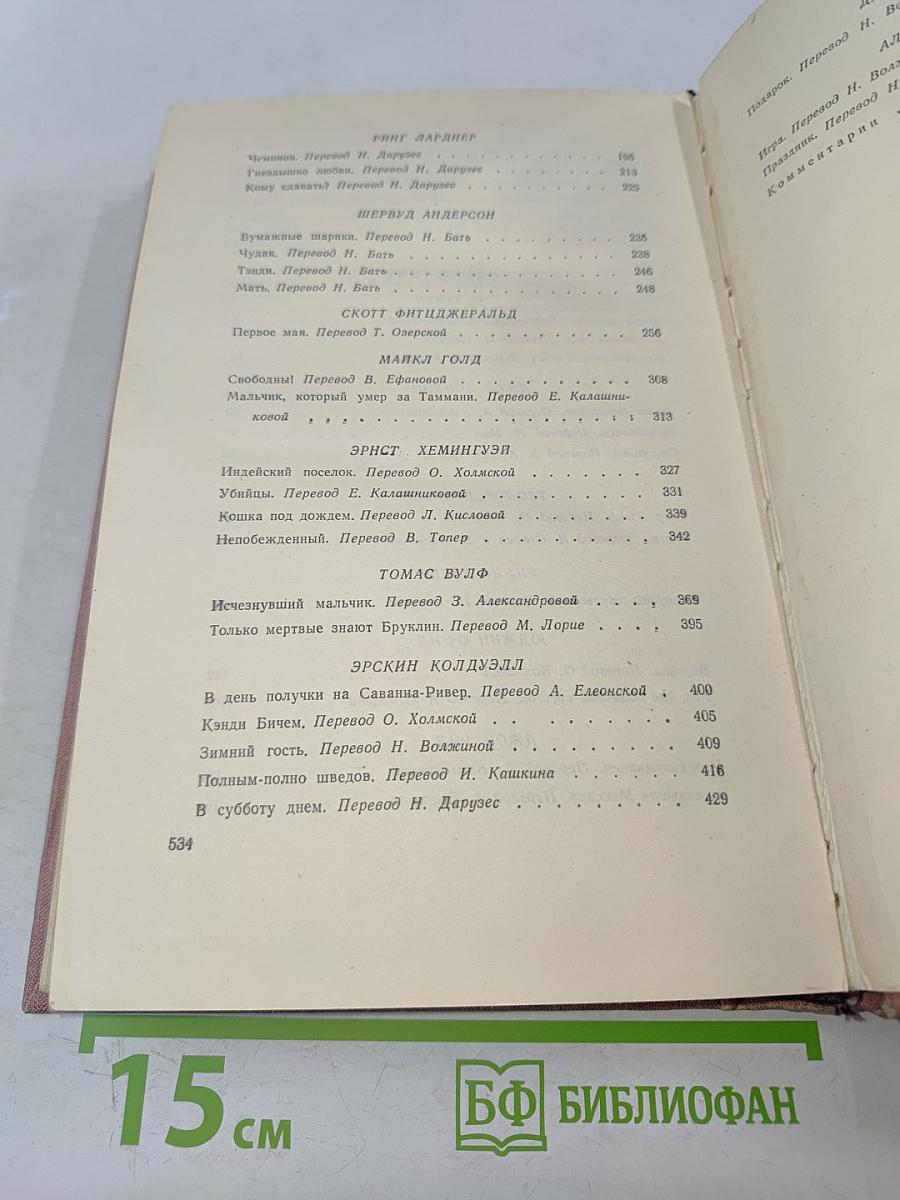 РИНГ ЛАРДНЕР
Чемпион. Перевод Н. Дарузес . . . . . . . . . . . 195
Гнездышко любви. Перевод Н. Дарузес . . . . . . . . 213
Кому сдавать? Перевод Н. Дарузес . . . . . . . . . 225
ШЕРВУД АНДЕРСОН
Бумажные шарики. Перевод Н. Бать . . . . . . . . . 235
Чудак. Перевод Н. Бать . . . . . . . . . . . . . 238
Тэнди. Перевод Н. Бать . . . . . . . . . . . . . . 246
Мать. Перевод Н. Бать . . . . . . . . . . . . . . 248
СКОТТ ФИТЦДЖЕРАЛЬД
Первое мая. Перевод Т. Озерской . . . . . . . . . . . 256
МАЙКЛ ГОЛД
Свободны! Перевод В. Ефановой . . . . . . . . . . . 308
Мальчик, который умер за Таммани. Перевод Е. Калашни-
ковой . . . . . . . . . . . . . . . . . . . . 313
ЭРНСТ ХЕМИНГУЭЙ
Индейский поселок. Перевод О. Холмской . . . . . . . 327
Убийцы. Перевод Е. Калашниковой . . . . . . . . . 331
Кошка под дождем. Перевод Л. Кисловой . . . . . . . 339
Непобежденный. Перевод В. Топер . . . . . . . . . 342
ТОМАС ВУЛФ
Исчезнувший мальчик. Перевод З. Александровой . . . . 369
Только мертвые знают Бруклин. Перевод М. Лорие . . . . 395
ЭРСКИН КОЛДУЭЛЛ
В день получки на Саванна-Ривер. Перевод А. Елеонской . 400
Кэнди Бичем. Перевод О. Холмской . . . . . . . . 405
Зимний гость. Перевод Н. Волжиной . . . . . . . . . 409
Полным-полно шведов. Перевод И. Кашкина . . . . . . 416
В субботу днем. Перевод Н. Дарузес . . . . . . . . . 429
534
Подарок. Перевод Н.
Игра. Перевод Н.
Праздник. Перевод Н
Комментарии
15 см
БФ БИБЛИОФАН